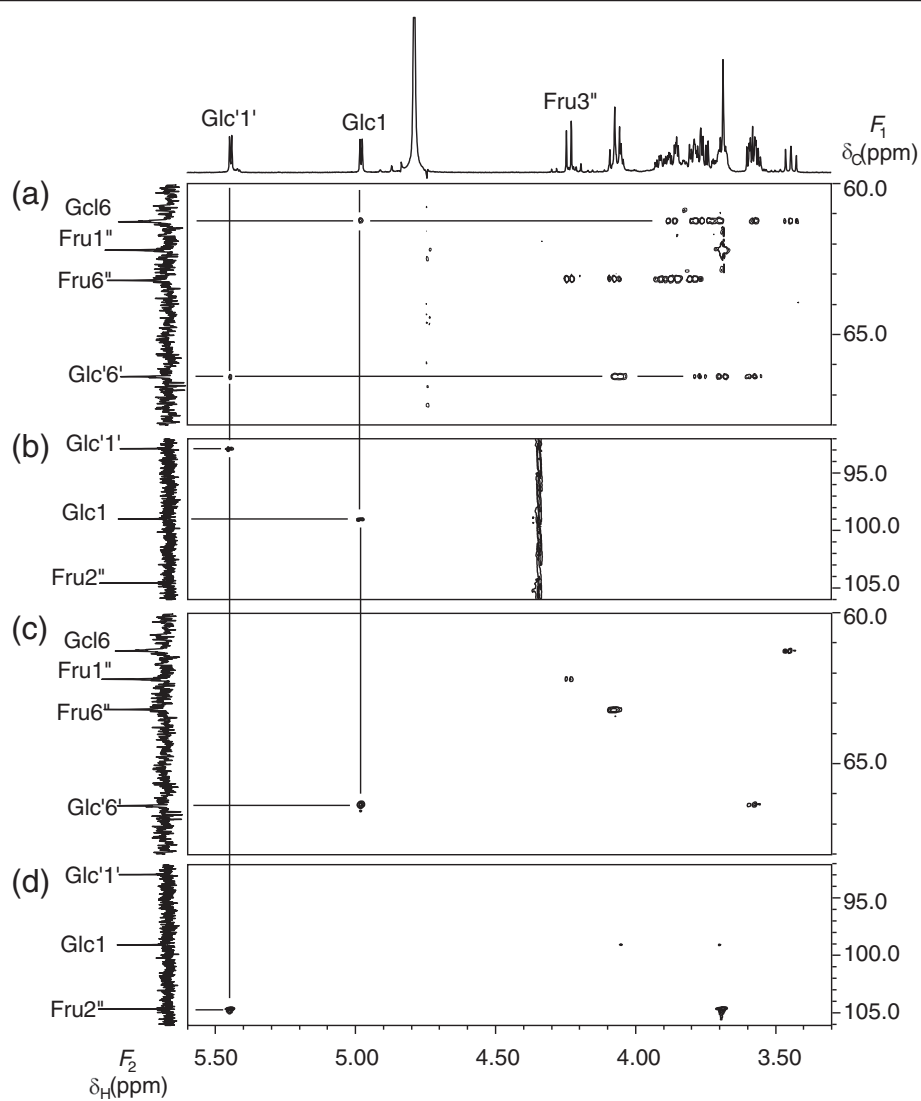 Glc'1'
Glc1
Fru3"
F1
δC(ppm)
(a)
Gcl6
Fru1"
Fru6"
Glc'6'
60.0
65.0
(b)
Glc'1'
Glc1
Fru2"
95.0
100.0
105.0
(c)
Gcl6
Fru1"
Fru6"
Glc'6'
60.0
65.0
(d)
Glc'1'
Glc1
Fru2"
95.0
100.0
105.0
F2
δH(ppm)
5.50 5.00 4.50 4.00 3.50